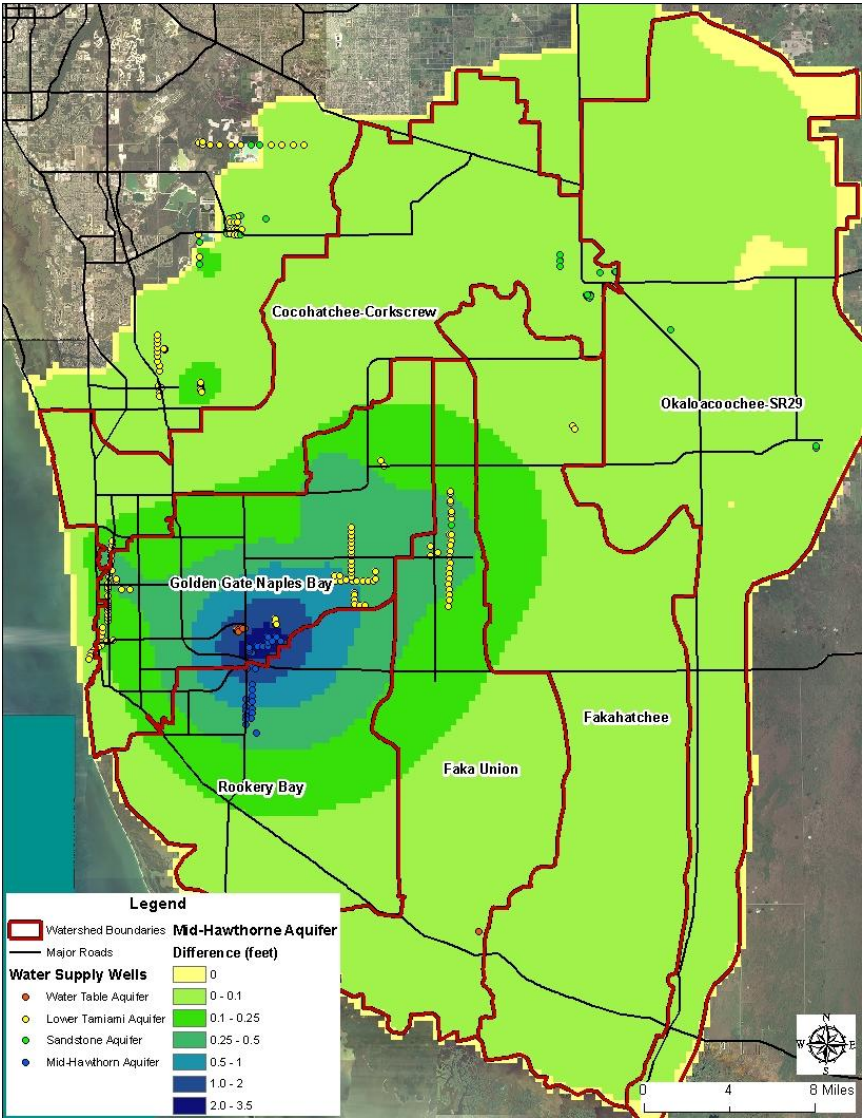 Cocohatchee-Corkscrew
Okaloacoochee-SR29
Golden Gate Naples Bay
Fakahatchee
Faka Union
Rookery Bay
Legend
Watershed Boundaries
Major Roads
Water Supply Wells
Water Table Aquifer
Lower Tamiami Aquifer
Sandstone Aquifer
Mid-Hawthorn Aquifer
Mid-Hawthorne Aquifer
Difference (feet)
0
0 - 0.1
0.1 - 0.25
0.25 - 0.5
0.5 - 1
1.0 - 2
2.0 - 3.5
N
W E
S
0 4 8 Miles